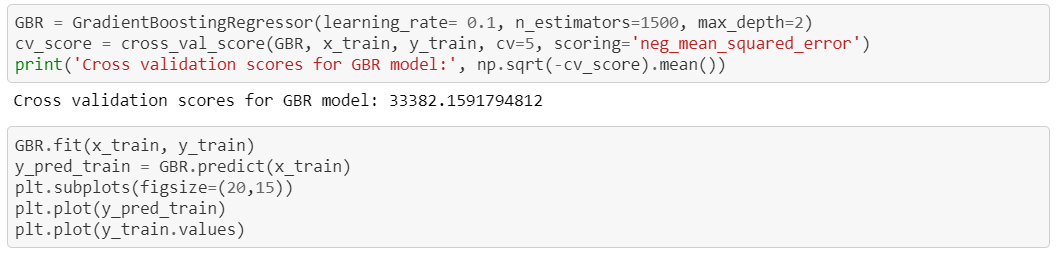 GBR = GradientBoostingRegressor(learning_rate= 0.1, n_estimators=1500, max_depth=2)
cv_score = cross_val_score(GBR, x_train, y_train, cv=5, scoring='neg_mean_squared_error')
print('Cross validation scores for GBR model:', np.sqrt(-cv_score).mean())
Cross validation scores for GBR model: 33382.1591794812
GBR.fit(x_train, y_train)
y_pred_train = GBR.predict(x_train)
plt.subplots(figsize=(20,15))
plt.plot(y_pred_train)
plt.plot(y_train.values)